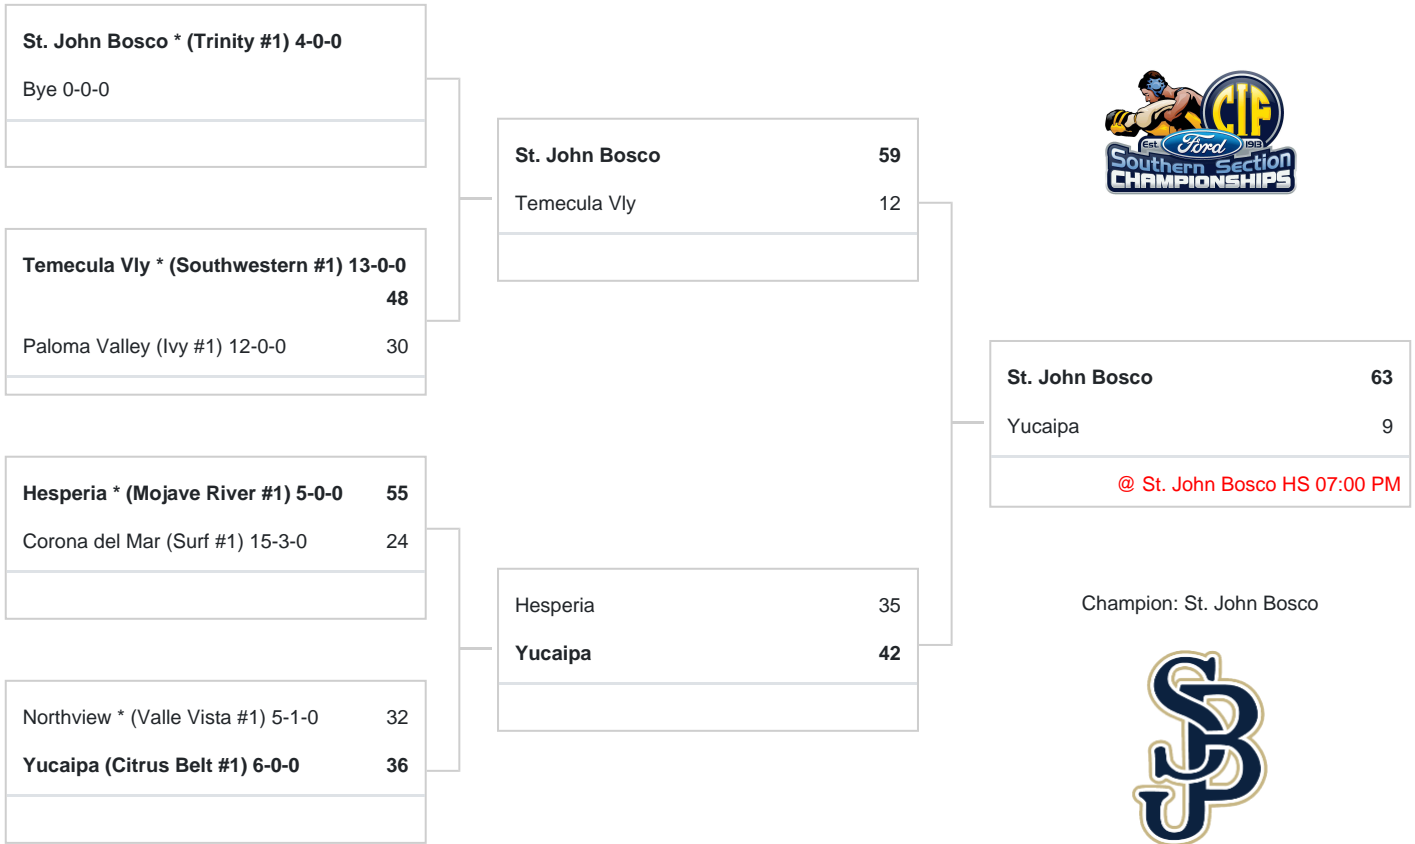 St. John Bosco * (Trinity #1) 4-0-0
Bye 0-0-0
Temecula Vly * (Southwestern #1) 13-0-0
48
Paloma Valley (Ivy #1) 12-0-0 30
Hesperia * (Mojave River #1) 5-0-0 55
Corona del Mar (Surf #1) 15-3-0 24
Northview * (Valle Vista #1) 5-1-0 32
Yucaipa (Citrus Belt #1) 6-0-0 36
St. John Bosco 59
Temecula Vly 12
Hesperia 35
Yucaipa 42
CIF
Est. Ford 1913
Southern Section
CHAMPIONSHIPS
St. John Bosco 63
Yucaipa 9
@ St. John Bosco HS 07:00 PM
Champion: St. John Bosco
SJB